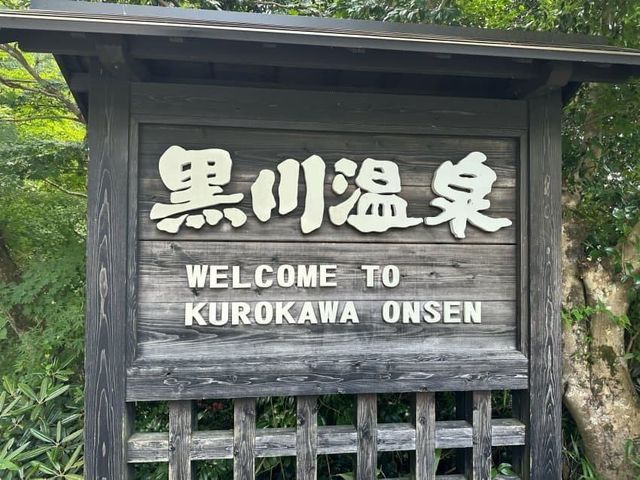 黒川温泉
WELCOME TO
KUROKAWA ONSEN